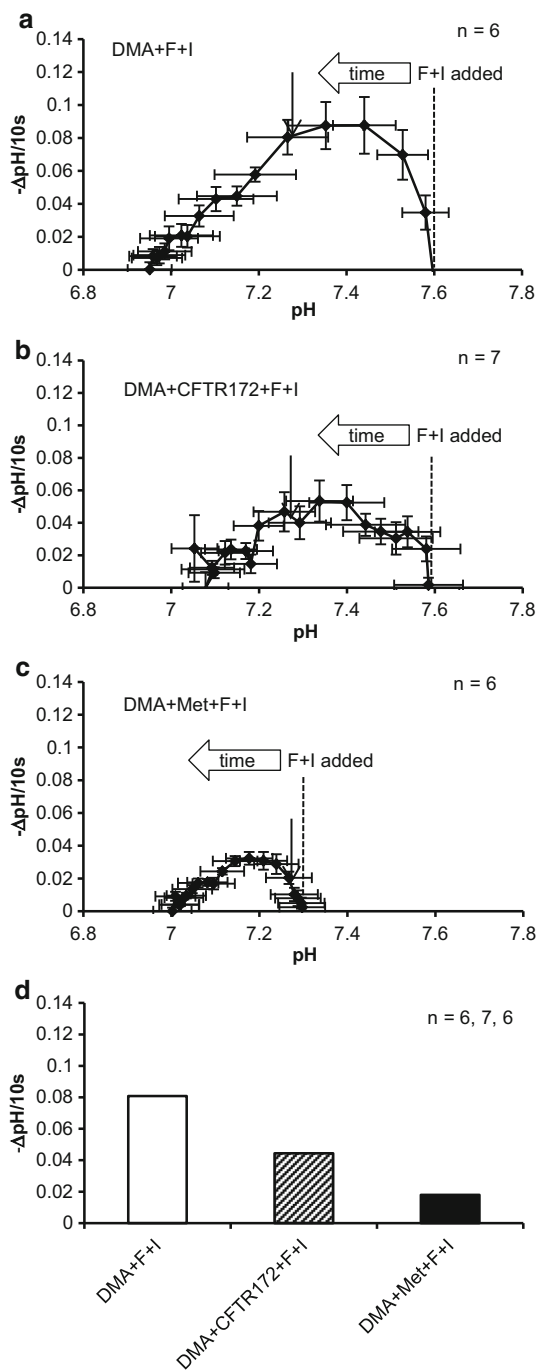 a
DMA+F+I
n = 6
time
F+I added
-ΔpH/10s
0.14
0.12
0.1
0.08
0.06
0.04
0.02
0
6.8 7 7.2 7.4 7.6 7.8
pH
b
n = 7
DMA+CFTR172+F+I
time
F+I added
-ΔpH/10s
0.14
0.12
0.1
0.08
0.06
0.04
0.02
0
6.8 7 7.2 7.4 7.6 7.8
pH
c
n = 6
DMA+Met+F+I
time
F+I added
-ΔpH/10s
0.14
0.12
0.1
0.08
0.06
0.04
0.02
0
6.8 7 7.2 7.4 7.6 7.8
pH
d
n = 6, 7, 6
-ΔpH/10s
0.14
0.12
0.1
0.08
0.06
0.04
0.02
0
DMA+F+I
DMA+CFTR172+F+I
DMA+Met+F+I